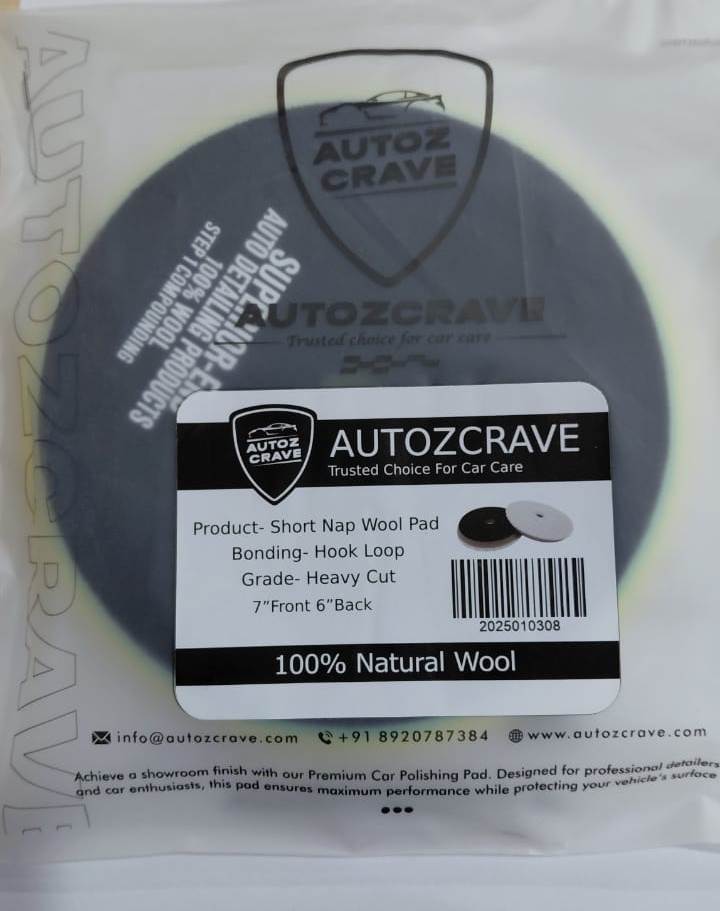 AUTOZCRAVE
AUTOZ
CRAVE
AUTOZCRAVE
Trusted choice for car care
AUTO DETAILING PRODUCTS
100% WOOL
STEP 1 COMPOUNDING
AUTOZ
CRAVE
AUTOZCRAVE
Trusted Choice For Car Care
Product- Short Nap Wool Pad
Bonding- Hook Loop
Grade- Heavy Cut
7”Front 6”Back
2025010308
100% Natural Wool
info@autozcrave.com +91 8920787384 www.autozcrave.com
Achieve a showroom finish with our Premium Car Polishing Pad. Designed for professional detailers
and car enthusiasts, this pad ensures maximum performance while protecting your vehicle's surface